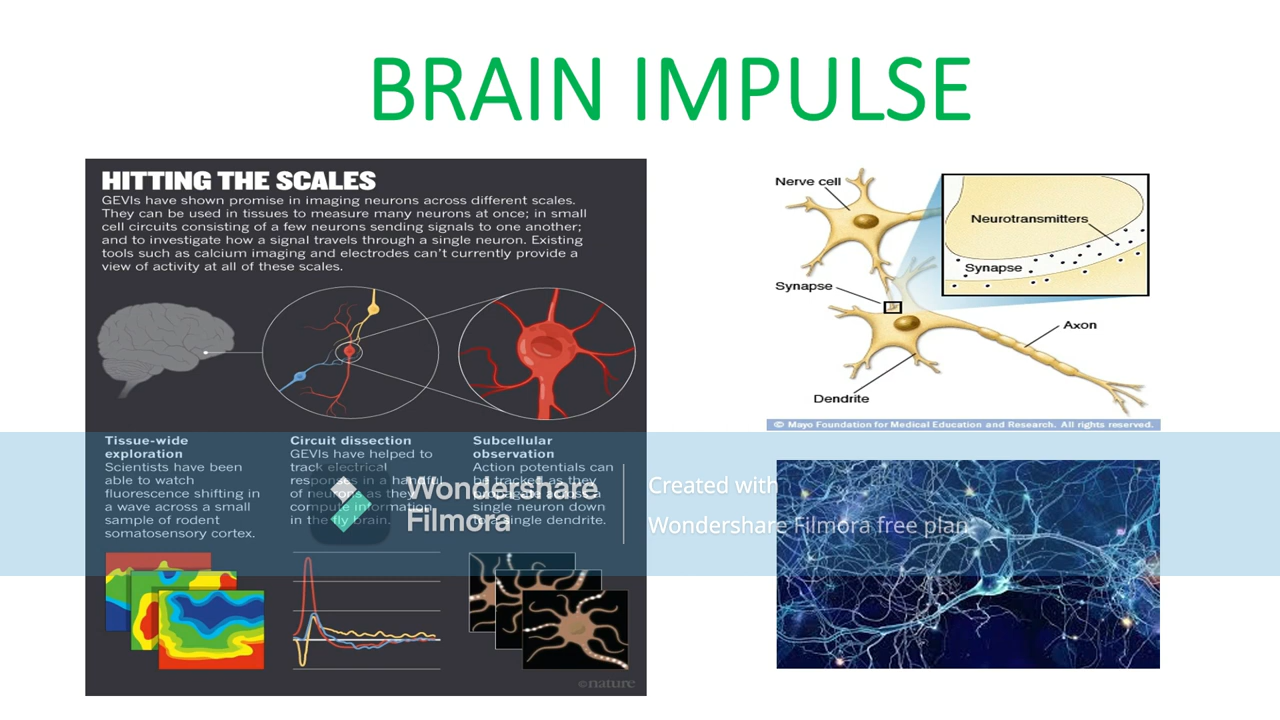 BRAIN IMPULSE
HITTING THE SCALES
GEVIs have shown promise in imaging neurons across different scales.
They can be used in tissues to measure many neurons at once; in small
cell circuits consisting of a few neurons sending signals to one another;
and to investigate how a signal travels through a single neuron. Existing
tools such as calcium imaging and electrodes can't currently provide a
view of activity at all of these scales.
Tissue-wide
exploration
Scientists have been
able to watch
fluorescence shifting in
a wave across a small
sample of rodent
somatosensory cortex.
Circuit dissection
GEVIs have helped to
track electrical
responses in a handful
of neurons as they
compute information
in the fly brain.
Subcellular
observation
Action potentials can
be tracked as they
propagate across a
single neuron down
to a single dendrite.
©nature
Nerve cell
Neurotransmitters
Synapse
Synapse
Axon
Dendrite
© Mayo Foundation for Medical Education and Research. All rights reserved.
Wondershare
Filmora
Created with
Wondershare Filmora free plan